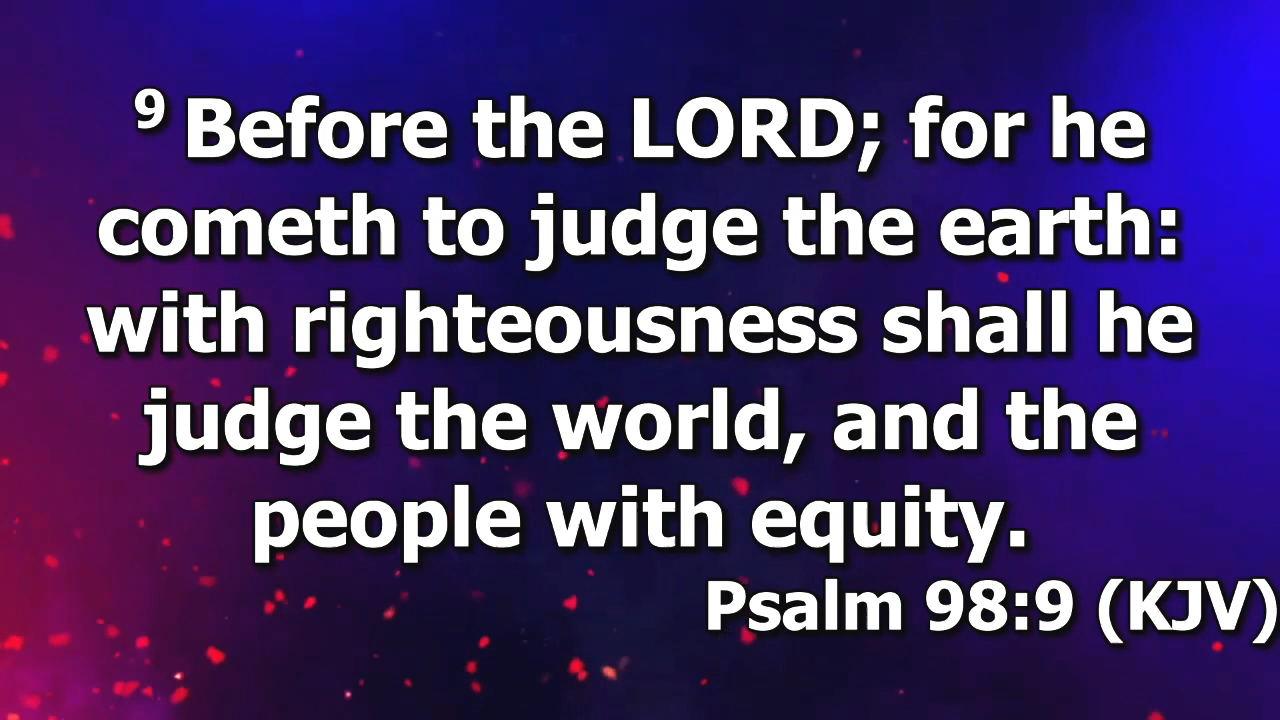 9 Before the LORD; for he
cometh to judge the earth:
with righteousness shall he
judge the world, and the
people with equity.
Psalm 98:9 (KJV)